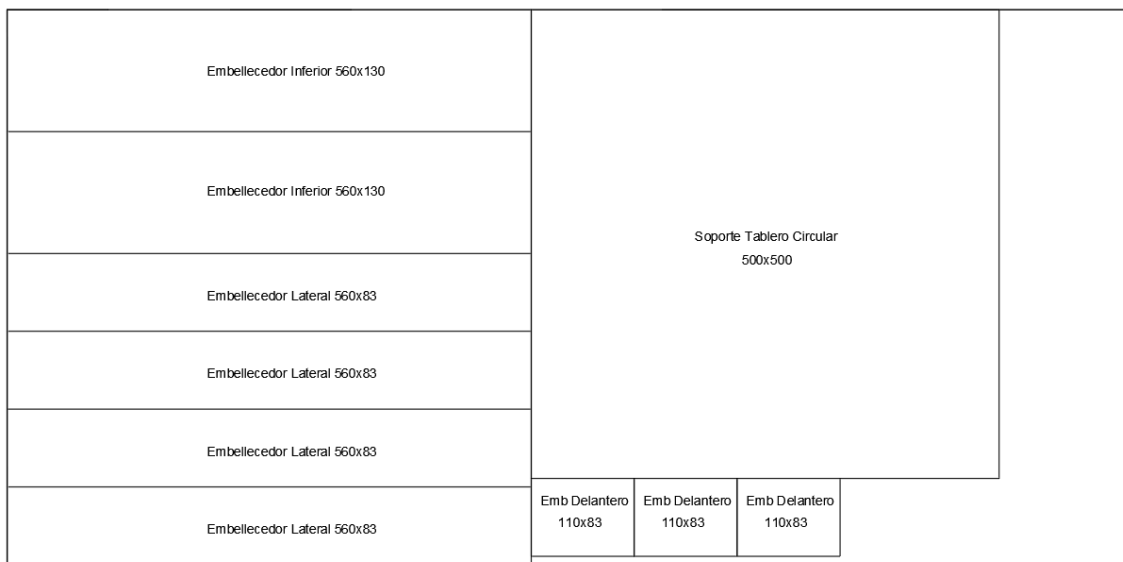 Embellecedor Inferior 560x130
Embellecedor Inferior 560x130
Embellecedor Lateral 560x83
Embellecedor Lateral 560x83
Embellecedor Lateral 560x83
Embellecedor Lateral 560x83
Soporte Tablero Circular
500x500
Emb Delantero
110x83
Emb Delantero
110x83
Emb Delantero
110x83